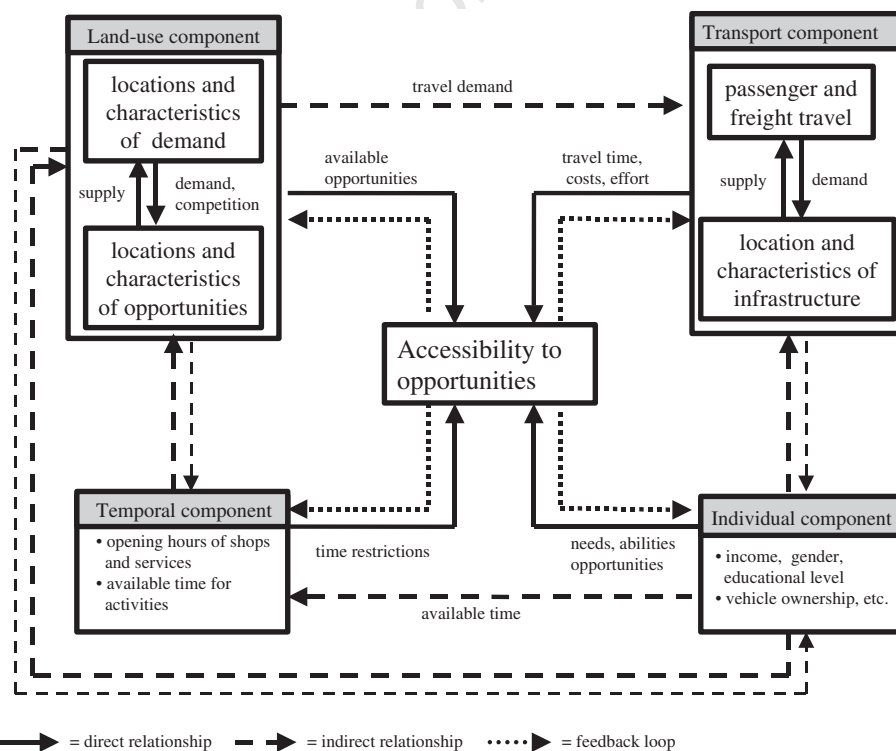 Land-use component
locations and
characteristics
of demand
supply
demand,
competition
locations and
characteristics
of opportunities
travel demand
Transport component
passenger and
freight travel
supply
demand
location and
characteristics of
infrastructure
available
opportunities
travel time,
costs, effort
Accessibility to
opportunities
Temporal component
• opening hours of shops
and services
• available time for
activities
time restrictions
needs, abilities
opportunities
available time
Individual component
• income, gender,
educational level
• vehicle ownership, etc.
= direct relationship
= indirect relationship
= feedback loop